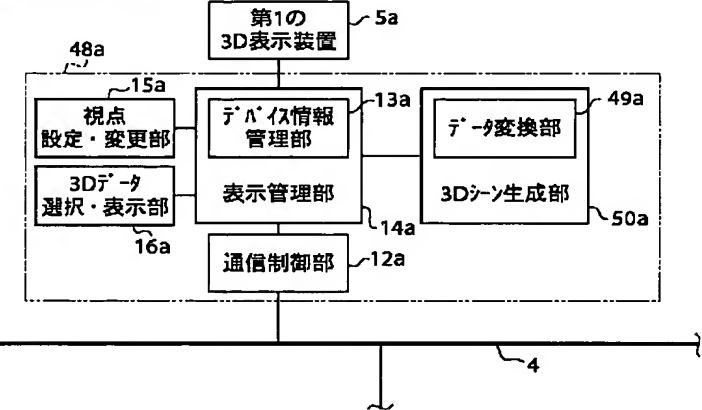 第1の
3D表示装置
5a
48a
15a
視点
設定・変更部
ﾃﾞﾊﾞｲｽ情報
管理部
13a
表示管理部
14a
ﾃﾞｰﾀ変換部
49a
3Dｼｰﾝ生成部
50a
3Dﾃﾞｰﾀ
選択・表示部
16a
通信制御部
12a
4